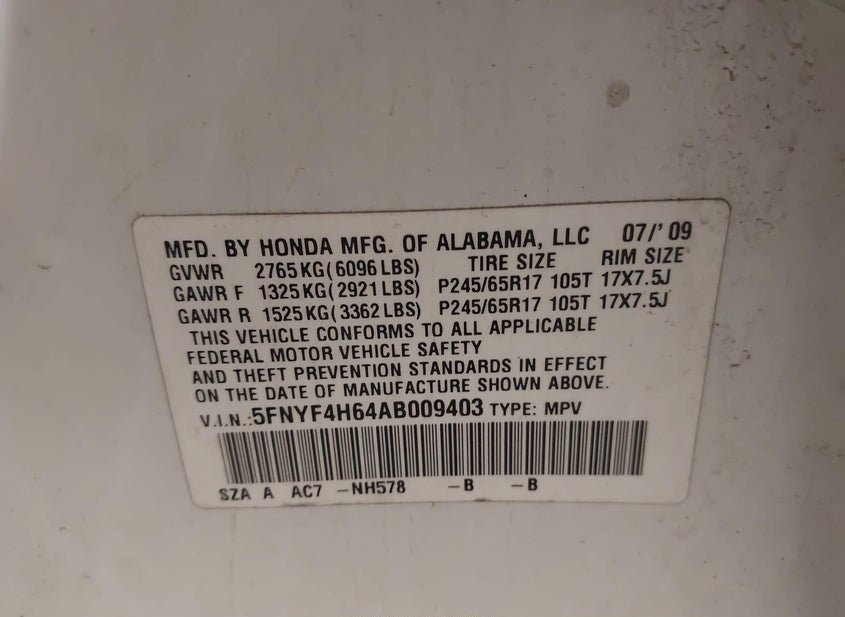 MFD. BY HONDA MFG. OF ALABAMA, LLC 07/'09
GVWR 2765KG(6096LBS) TIRE SIZE RIM SIZE
GAWR F 1325KG(2921LBS) P245/65R17 105T 17X7.5J
GAWR R 1525KG(3362LBS) P245/65R17 105T 17X7.5J
THIS VEHICLE CONFORMS TO ALL APPLICABLE
FEDERAL MOTOR VEHICLE SAFETY
AND THEFT PREVENTION STANDARDS IN EFFECT
ON THE DATE OF MANUFACTURE SHOWN ABOVE.
V.I.N.:5FNYF4H64AB009403 TYPE: MPV
SZA A AC7 -NH578 -B -B